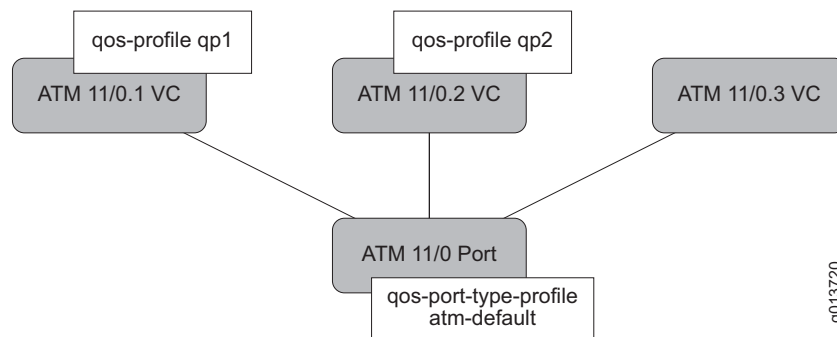 qos-profile qp1
qos-profile qp2
ATM 11/0.1 VC
ATM 11/0.2 VC
ATM 11/0.3 VC
ATM 11/0 Port
qos-port-type-profile
atm-default
g013720